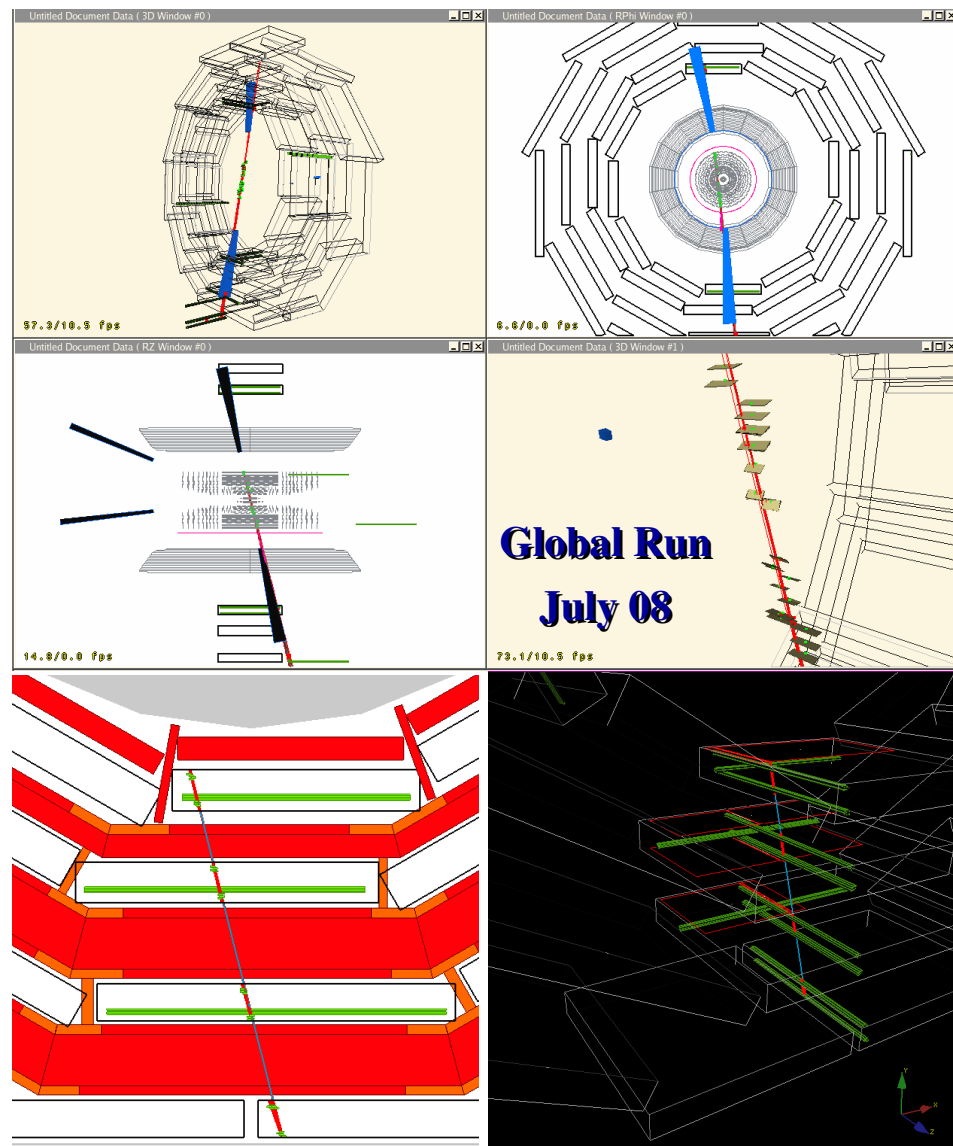 Untitled Document Data ( 3D Window #0 )
Untitled Document Data ( RPhi Window #0 )
57.3/10.5 fps
6.6/0.0 fps
Untitled Document Data ( RZ Window #0 )
Untitled Document Data ( 3D Window #1 )
Global Run
July 08
14.8/0.0 fps
73.1/10.5 fps
Y
X
Z